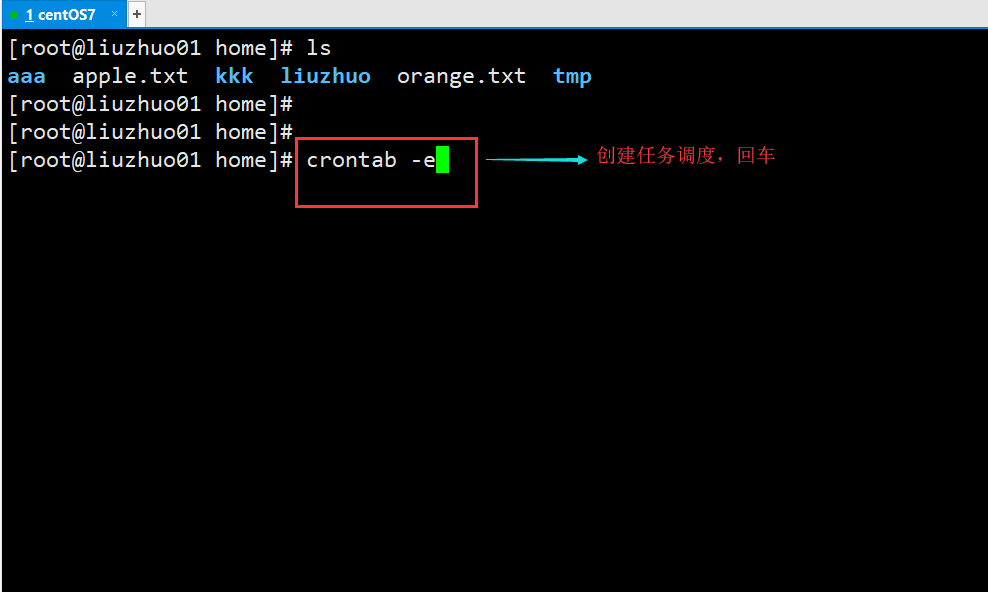 1 centOS7 × +
[root@liuzhuo01 home]# ls
aaa  apple.txt  kkk  liuzhuo  orange.txt  tmp
[root@liuzhuo01 home]#
[root@liuzhuo01 home]#
[root@liuzhuo01 home]# crontab -e 创建任务调度，回车